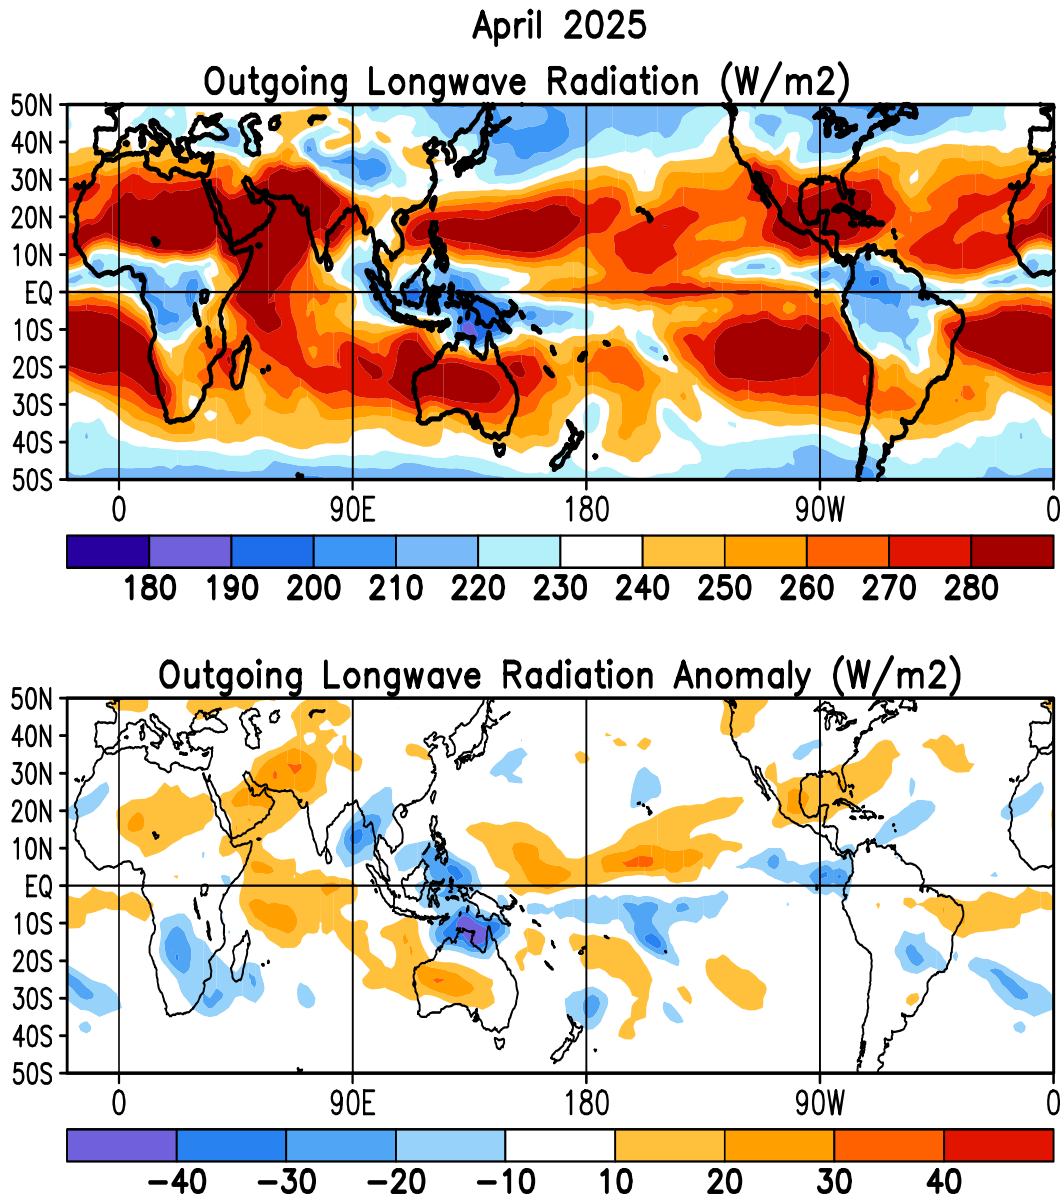 April 2025
Outgoing Longwave Radiation (W/m2)
50N
40N
30N
20N
10N
EQ
10S
20S
30S
40S
50S
0 90E 180 90W 0
180 190 200 210 220 230 240 250 260 270 280
Outgoing Longwave Radiation Anomaly (W/m2)
50N
40N
30N
20N
10N
EQ
10S
20S
30S
40S
50S
0 90E 180 90W 0
−40 −30 −20 −10 10 20 30 40